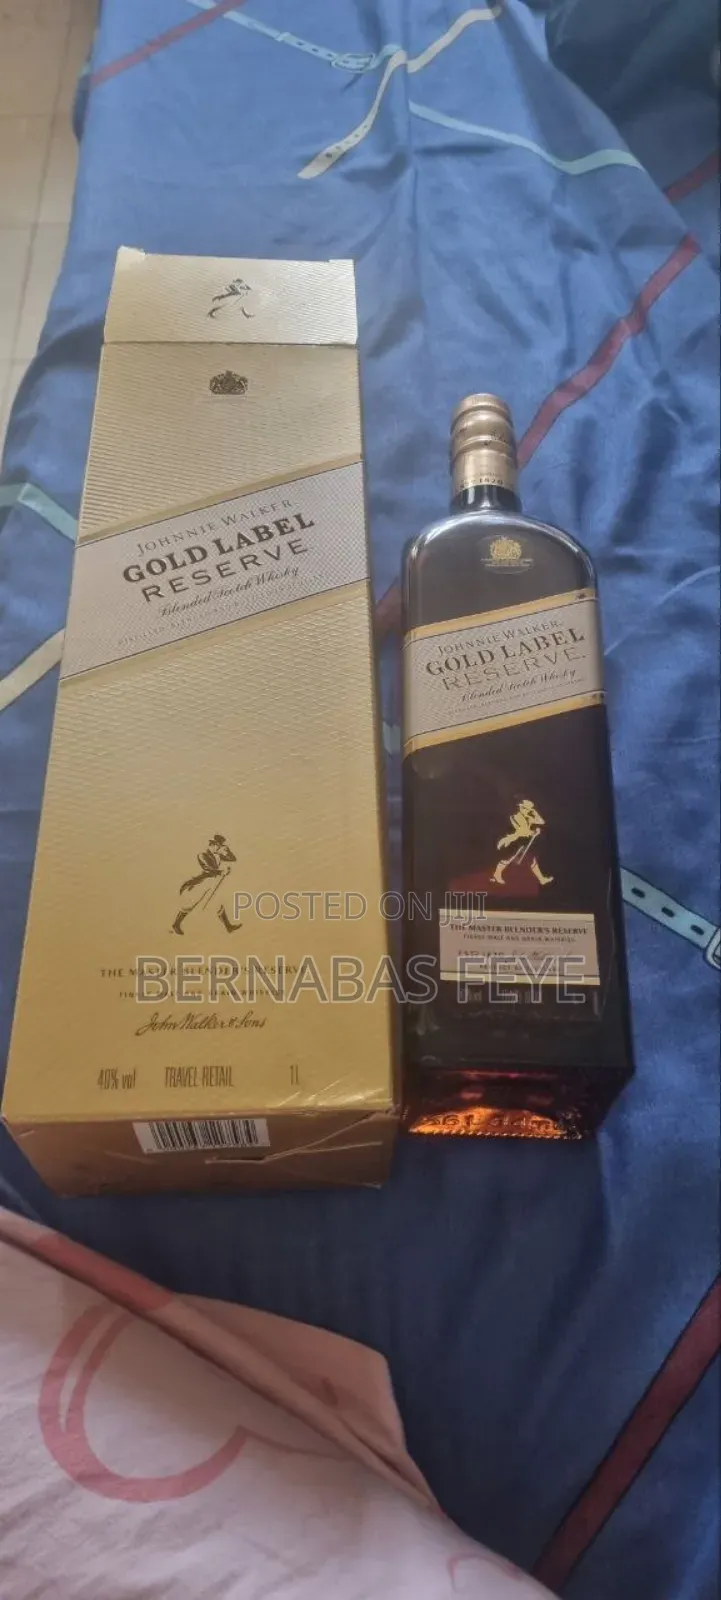 JOHNNIE WALKER
GOLD LABEL
RESERVE
Blended Scotch Whisky
JOHNNIE WALKER
GOLD LABEL
RESERVE
Blended Scotch Whisky
POSTED ON JIJI
BERNABAS FEYE
THE MASTER BLENDER'S RESERVE
John Walker & Sons
40% vol TRAVEL RETAIL 1L
THE MASTER BLENDER'S RESERVE